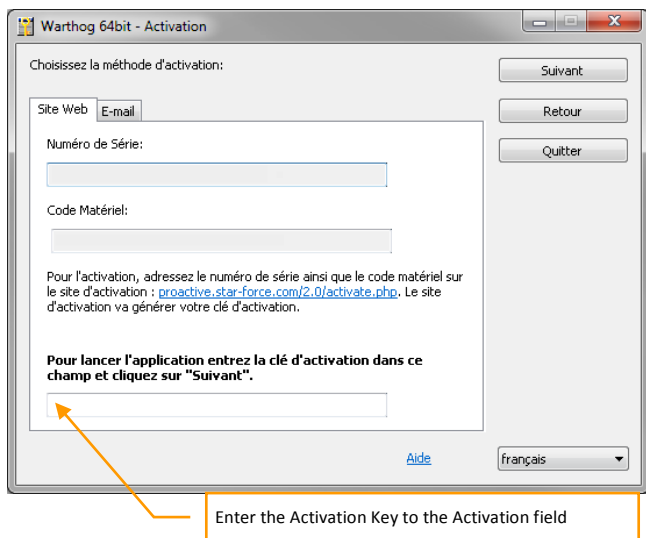 Warthog 64bit - Activation
Choisissez la méthode d'activation:
Suivant
Site Web E-mail
Retour
Numéro de Série:
Quitter
Code Matériel:
Pour l'activation, adressez le numéro de série ainsi que le code matériel sur
le site d'activation : proactive.star-force.com/2.0/activate.php. Le site
d'activation va générer votre clé d'activation.
Pour lancer l'application entrez la clé d'activation dans ce
champ et cliquez sur "Suivant".
Aide
français
Enter the Activation Key to the Activation field